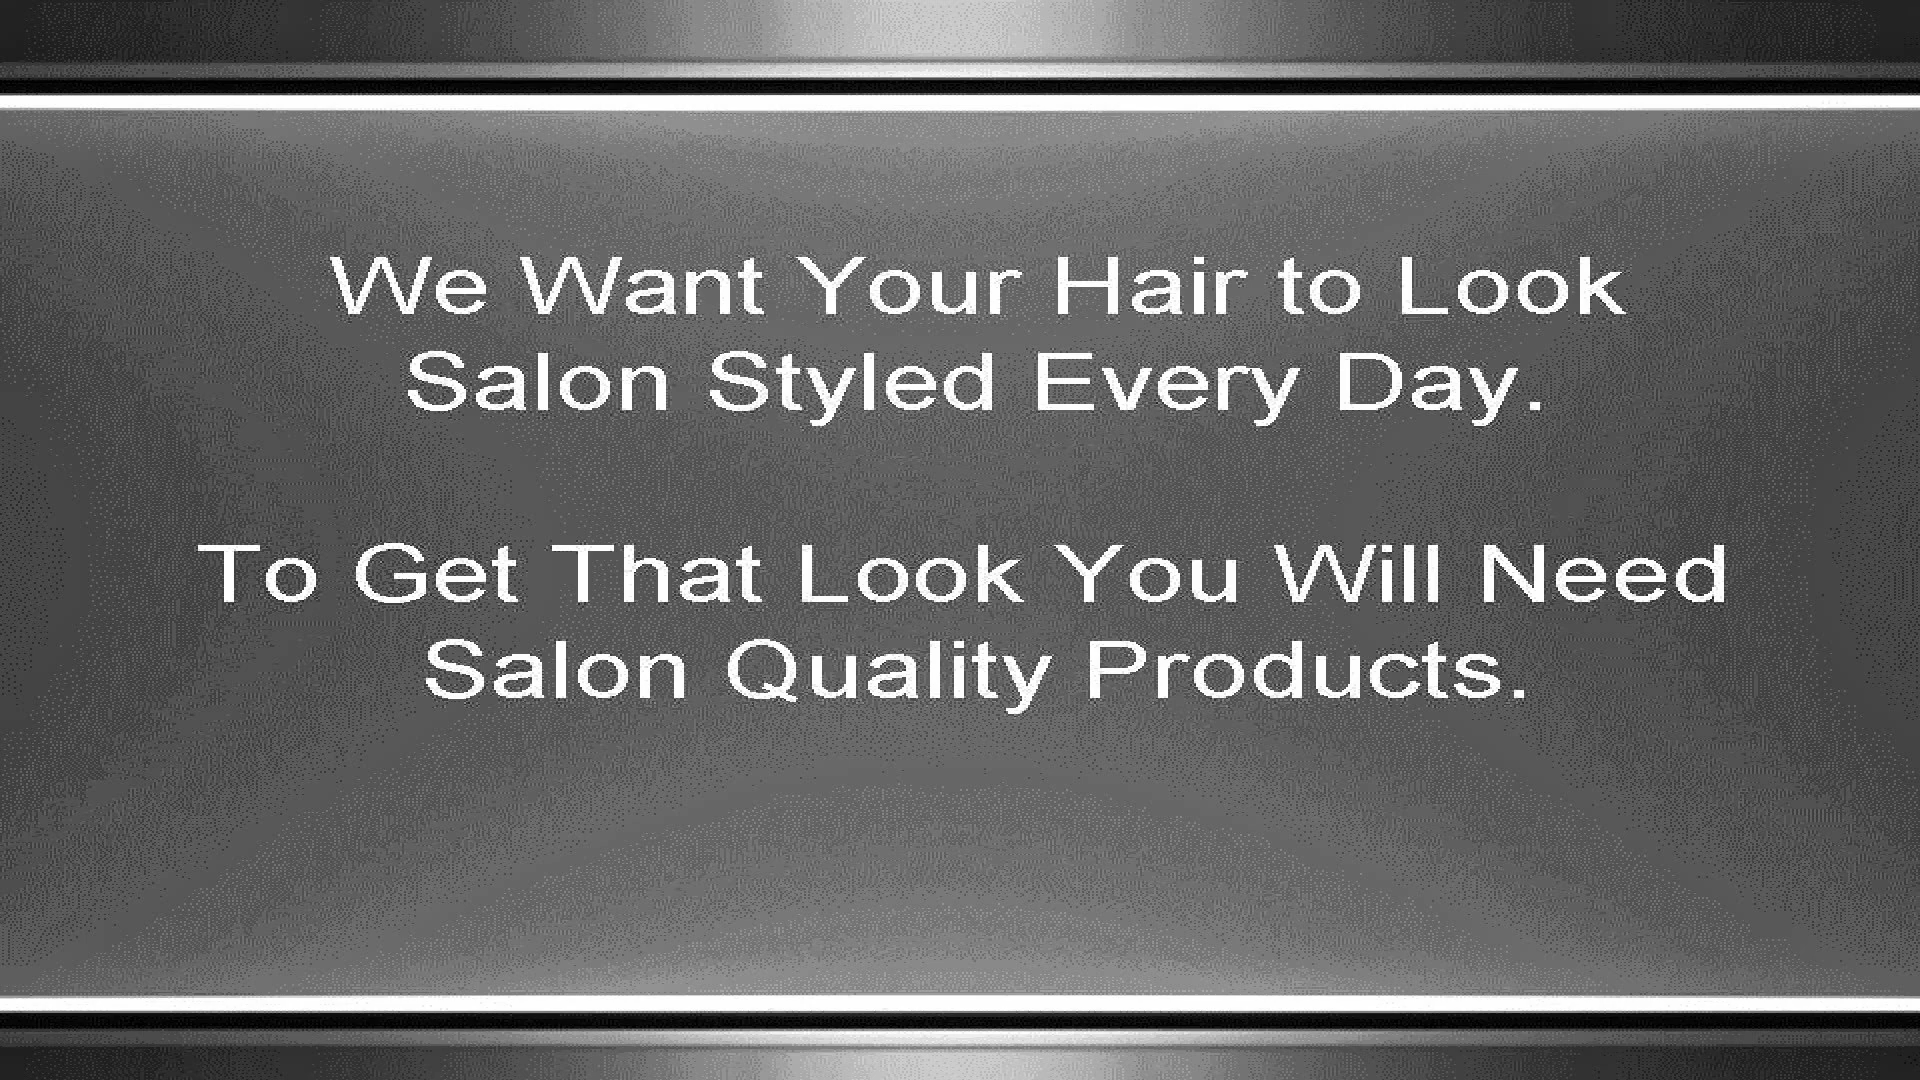 We Want Your Hair to Look
Salon Styled Every Day.
To Get That Look You Will Need
Salon Quality Products.